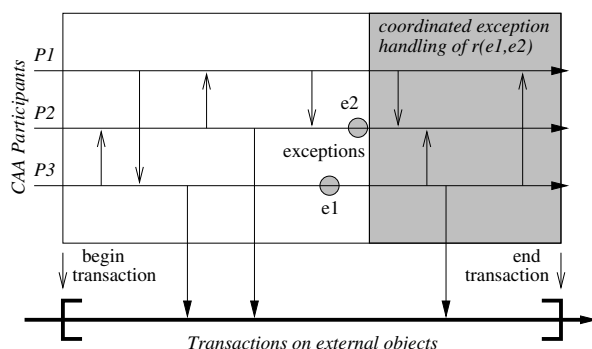 coordinated exception
handling of r(e1,e2)
CAA Participants
P1
P2
P3
e2
exceptions
e1
begin
transaction
end
transaction
Transactions on external objects